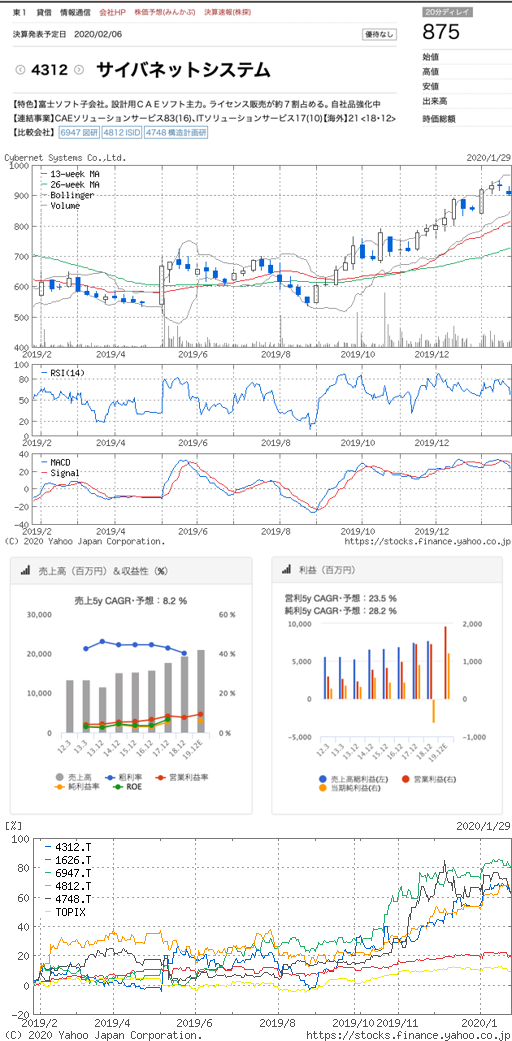 東1 貸借 情報通信 会社HP 株価予想(みんかぶ) 決算速報(株探)
20分ディレイ
決算発表予定日 2020/02/06
優待なし
875
4312 サイバネットシステム
始値
高値
安値
出来高
時価総額
【特色】富士ソフト子会社。設計用CAEソフト主力。ライセンス販売が約7割占める。自社品強化中
【連結事業】CAEソリューションサービス83(16)、ITソリューションサービス17(10)【海外】21 <18・12>
【比較会社】 6947 図研 4812 ISID 4748 構造計画研
Cybernet Systems Co.,Ltd.
2020/1/29
1000
900
800
700
600
500
400
13-week MA
26-week MA
Bollinger
Volume
2019/2 2019/4 2019/6 2019/8 2019/10 2019/12
100
80
50
20
0
RSI(14)
2019/2 2019/4 2019/6 2019/8 2019/10 2019/12
40
20
0
-20
-40
MACD
Signal
2019/2 2019/4 2019/6 2019/8 2019/10 2019/12
(C) 2020 Yahoo Japan Corporation. https://stocks.finance.yahoo.co.jp/
売上高（百万円）＆収益性（%）
売上5y CAGR・予想：8.2 %
30,000
20,000
10,000
0
60 %
40 %
20 %
0 %
12.3 13.3 13.12 14.12 15.12 16.12 17.12 18.12 19.12E
売上高 粗利率 営業利益率
純利益率 ROE
利益（百万円）
営利5y CAGR・予想：23.5 %
純利5y CAGR・予想：28.2 %
10,000
5,000
0
-5,000
2,000
1,000
0
-1,000
12.3 13.3 13.12 14.12 15.12 16.12 17.12 18.12 19.12E
売上高総利益(左) 営業利益(右)
当期純利益(右)
[%]
2020/1/29
100
80
60
40
20
0
-20
4312.T
1626.T
6947.T
4812.T
4748.T
TOPIX
2019/2 2019/4 2019/6 2019/8 2019/10 2019/11 2020/1
(C) 2020 Yahoo Japan Corporation. https://stocks.finance.yahoo.co.jp/